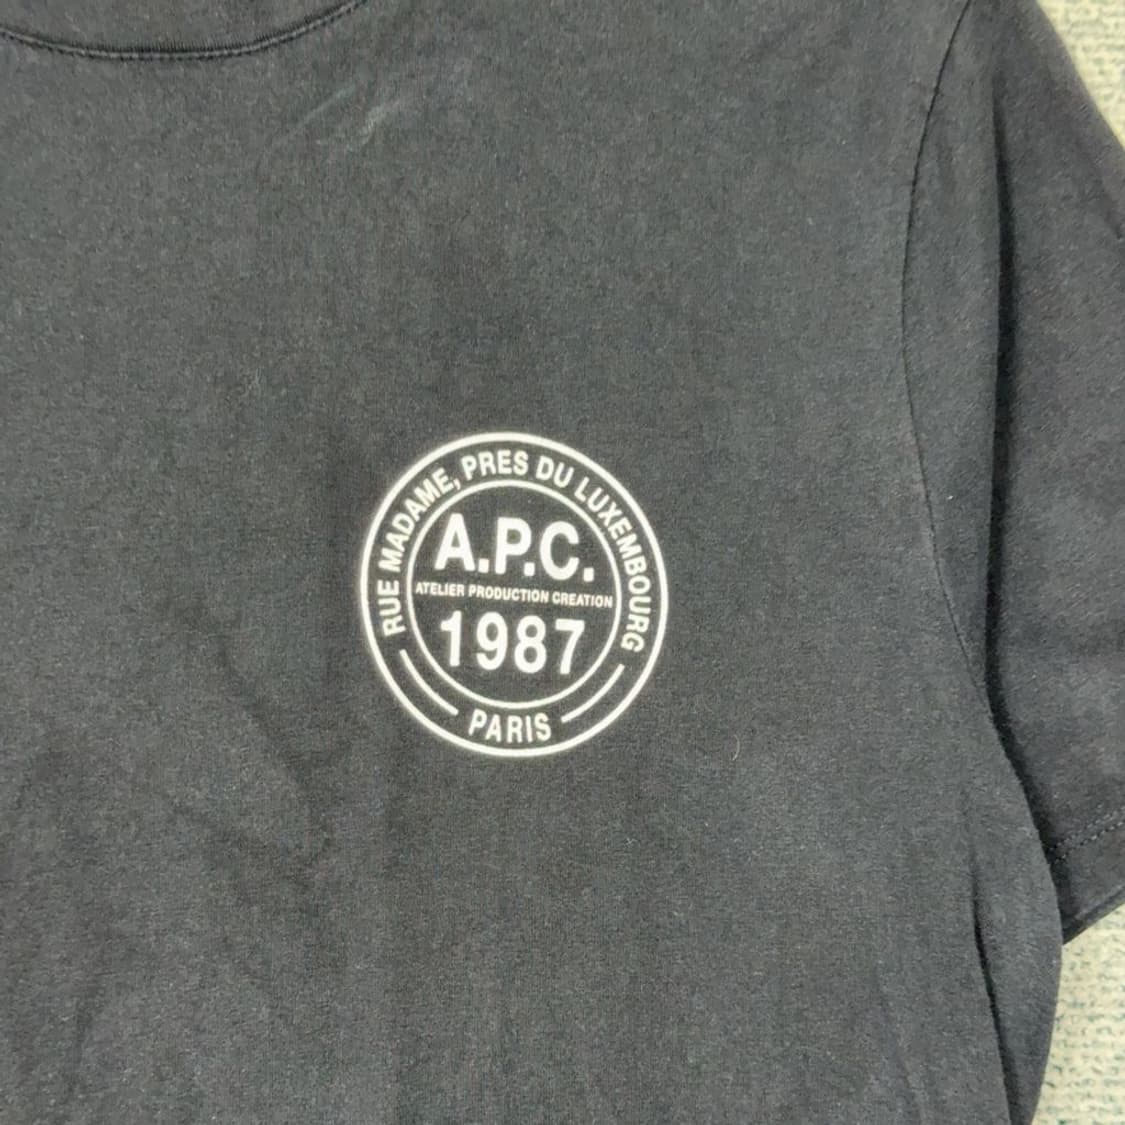 RUE MADAME, PRES DU LUXEMBOURG
A.P.C.
ATELIER PRODUCTION CREATION
1987
PARIS